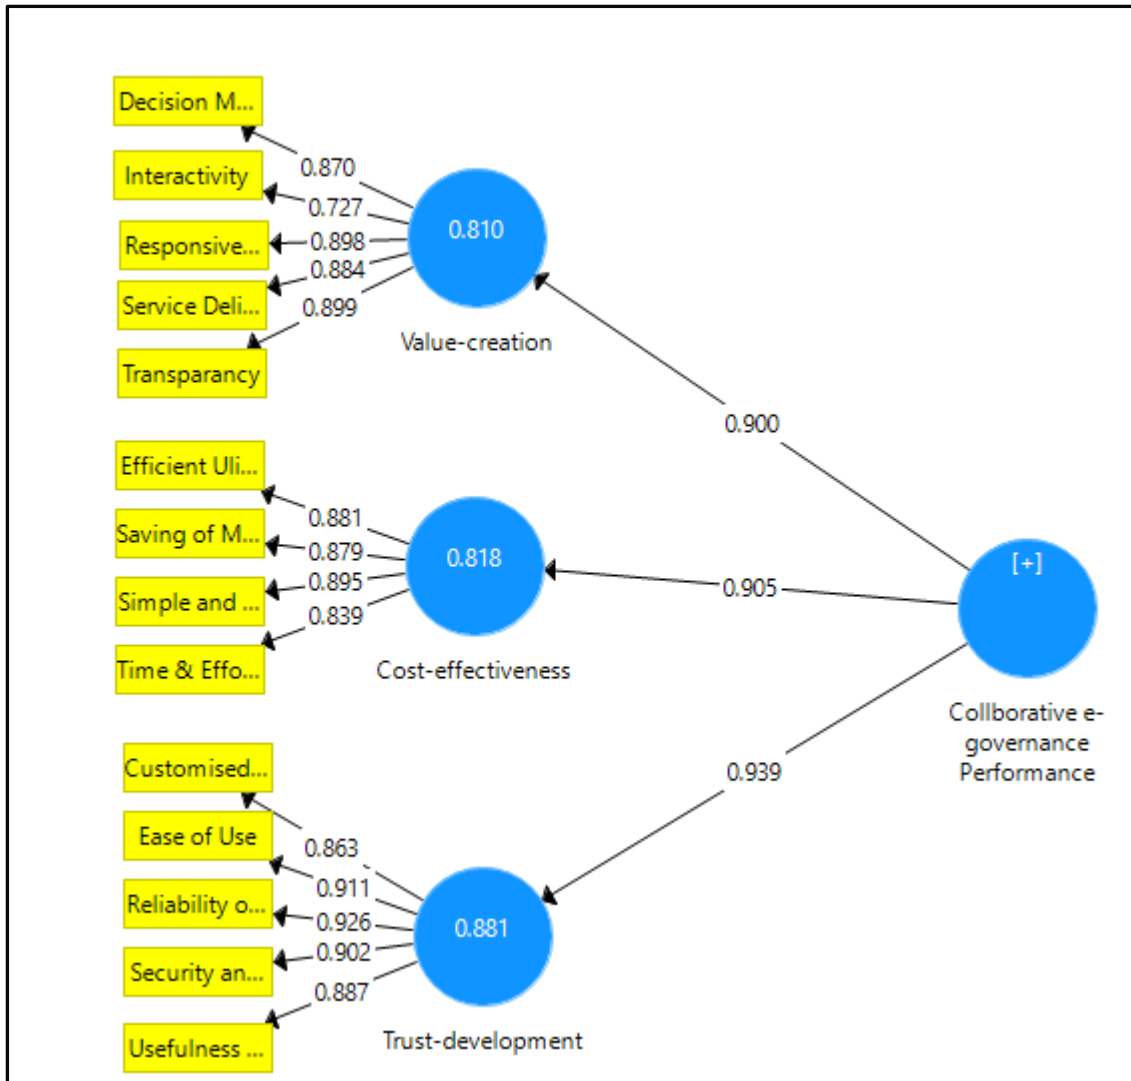 Decision M...
0.870
Interactivity
0.727
Responsive...
0.898
Service Deli...
0.884
Transparancy
0.899
0.810
Value-creation
0.900
Efficient Uli...
0.881
Saving of M...
0.879
Simple and ...
0.895
Time & Effo...
0.839
0.818
Cost-effectiveness
0.905
[+]
Collborative e-
governance
Performance
Customised...
0.863
Ease of Use
0.911
Reliability o...
0.926
Security an...
0.902
Usefulness ...
0.887
0.881
Trust-development
0.939